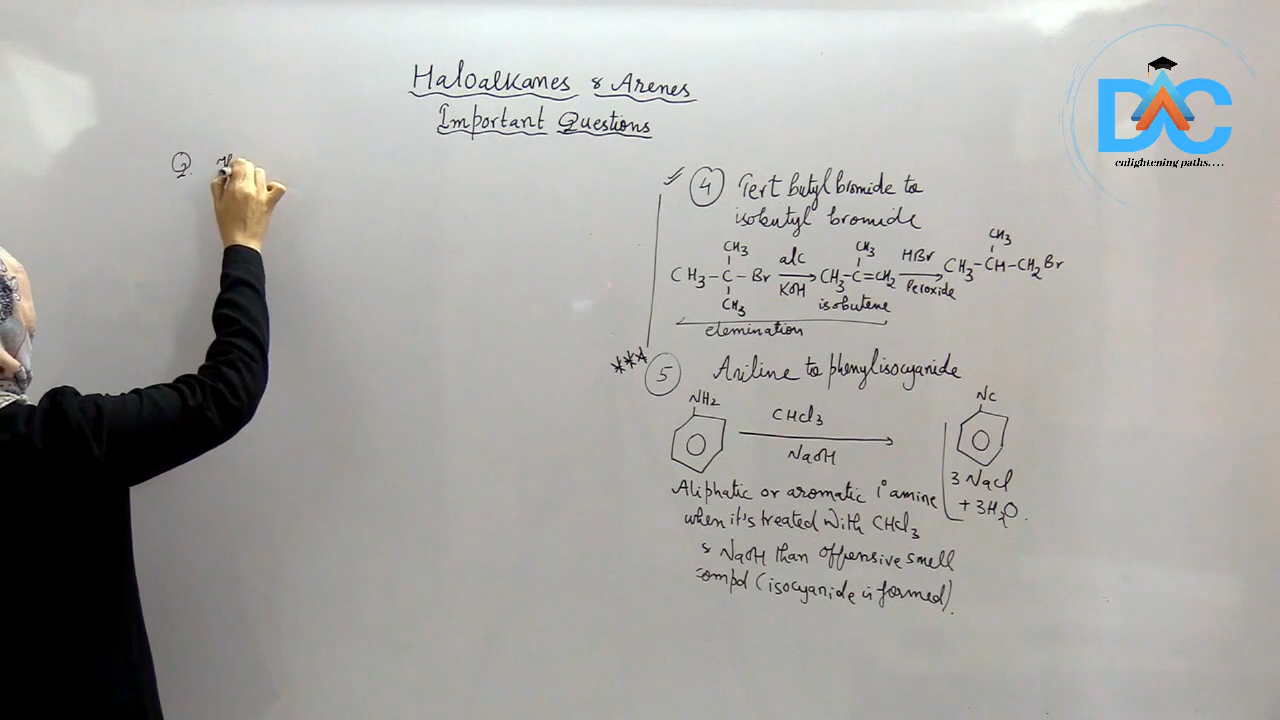 Haloalkanes & Arenes
Important Questions
DAC
enlightening paths....
Q.
4 Tert butyl bromide to
isobutyl bromide
CH3 CH3 CH3
CH3-C-Br alc KOH CH3-C=CH2 HBr Peroxide CH3-CH-CH2Br
CH3 isobutene
elemination
*** 5 Aniline to phenylisocyanide
NH2 CHCl3 NC
NaOH
3 NaCl
+ 3H2O.
Aliphatic or aromatic 1° amine
when it's treated with CHCl3
& NaOH than offensive smell
compd (isocyanide is formed).